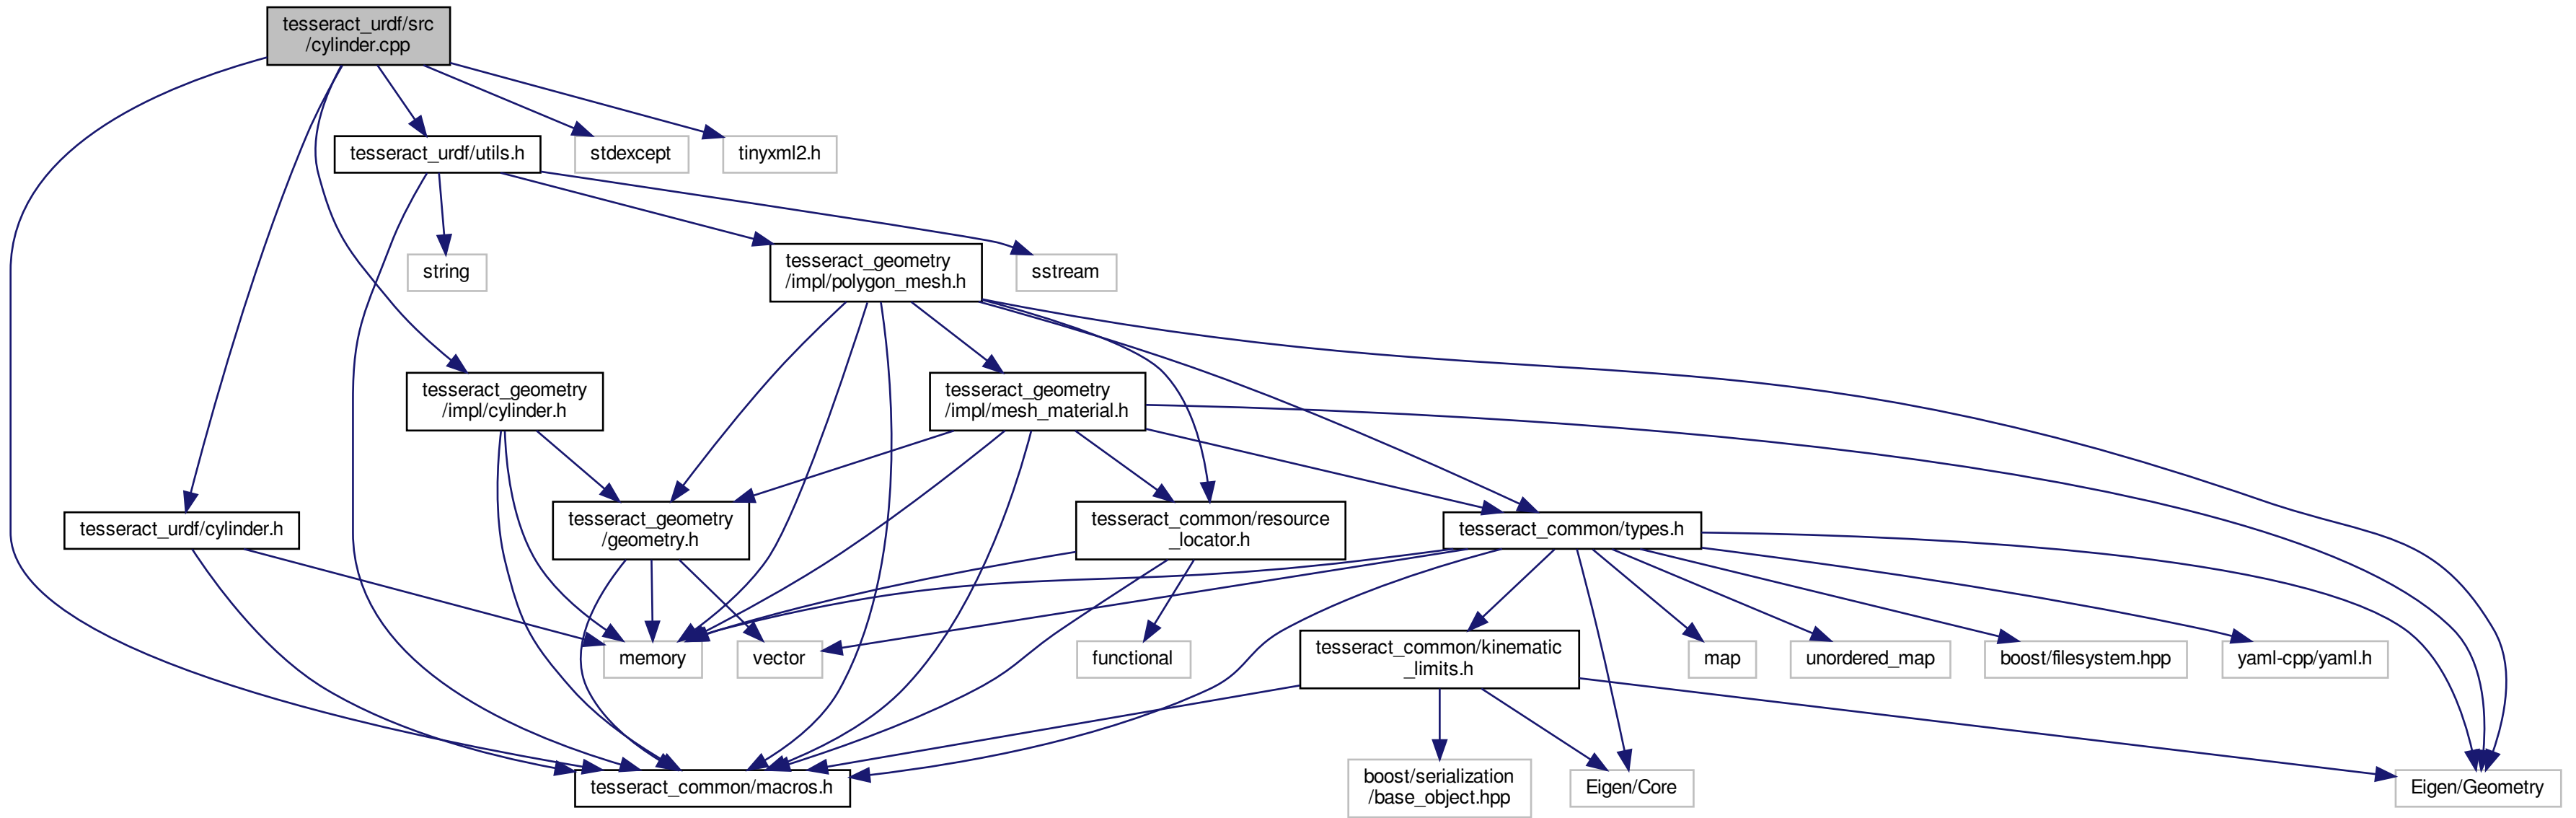 tesseract_urdf/src
/cylinder.cpp
tesseract_urdf/utils.h
stdexcept
tinyxml2.h
string
tesseract_geometry
/impl/polygon_mesh.h
sstream
tesseract_geometry
/impl/cylinder.h
tesseract_geometry
/impl/mesh_material.h
tesseract_urdf/cylinder.h
tesseract_geometry
/geometry.h
tesseract_common/resource
_locator.h
tesseract_common/types.h
memory
vector
functional
tesseract_common/kinematic
_limits.h
map
unordered_map
boost/filesystem.hpp
yaml-cpp/yaml.h
tesseract_common/macros.h
boost/serialization
/base_object.hpp
Eigen/Core
Eigen/Geometry